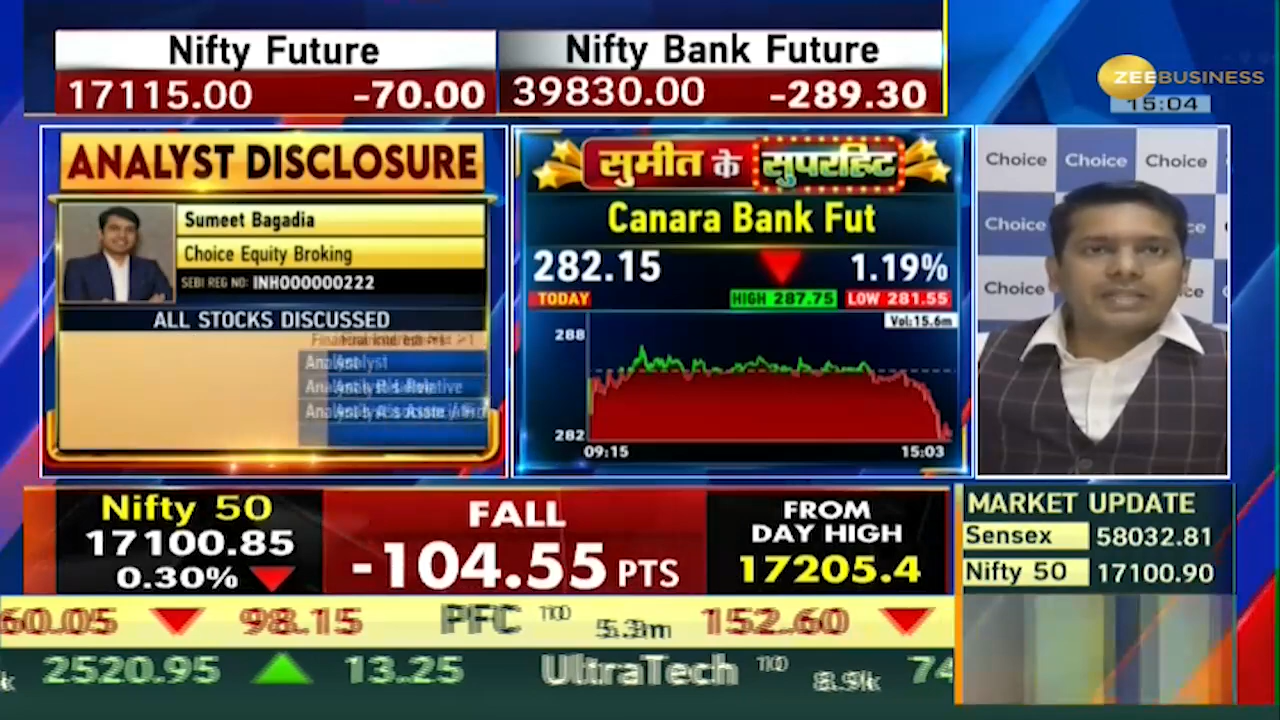 Nifty Future
17115.00 -70.00
Nifty Bank Future
39830.00 -289.30
ZEEBUSINESS
15:04
ANALYST DISCLOSURE
Sumeet Bagadia
Choice Equity Broking
SEBI REG NO: INH000000222
ALL STOCKS DISCUSSED
सुमीत के सुपरहिट
Canara Bank Fut
282.15 1.19%
TODAY HIGH 287.75 LOW 281.55
Vol:15.6m
288
282
09:15 15:03
Choice Choice Choice
Choice
Choice
Nifty 50
17100.85
0.30%
FALL
-104.55 PTS
FROM
DAY HIGH
17205.4
MARKET UPDATE
Sensex 58032.81
Nifty 50 17100.90
60.05 98.15 PFC 152.60
2520.95 13.25 UltraTech 74